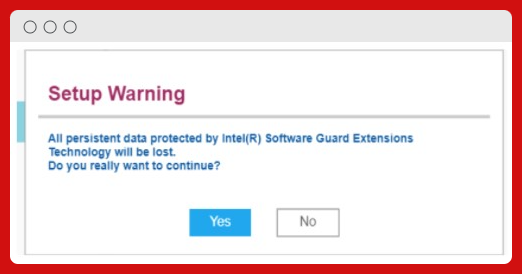 Setup Warning
All persistent data protected by Intel(R) Software Guard Extensions
Technology will be lost.
Do you really want to continue?
Yes
No